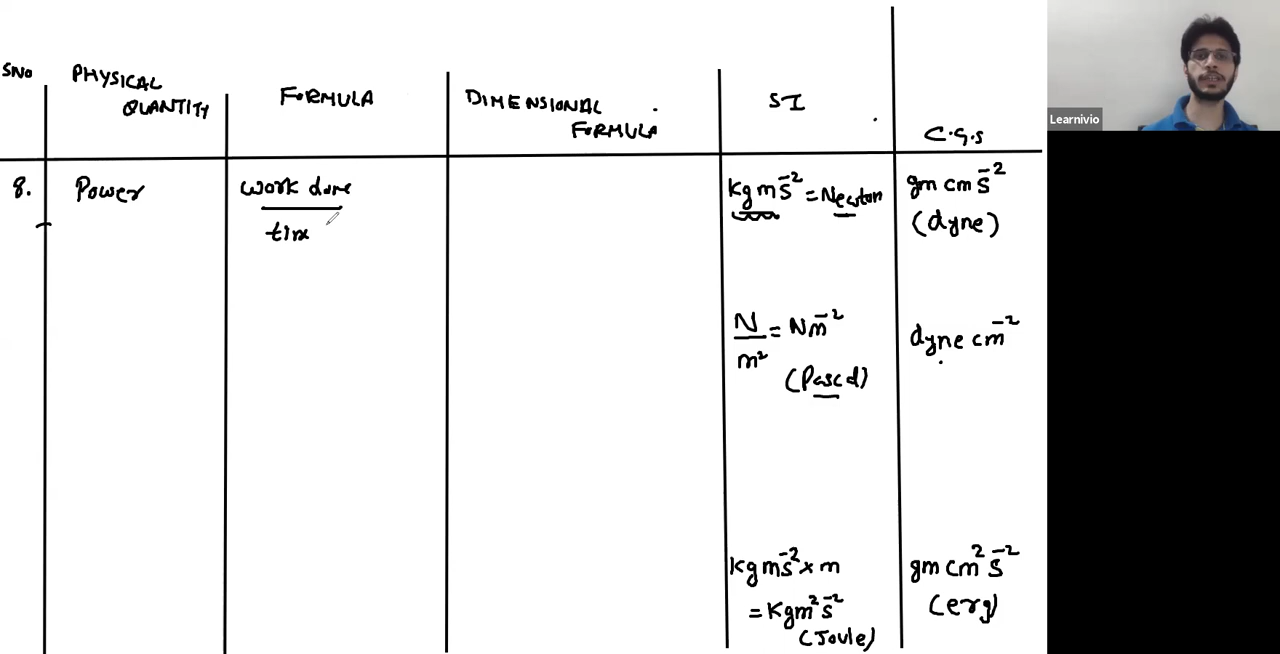 SNo
PHYSICAL
QUANTITY
FORMULA
DIMENSIONAL
FORMULA
SI
C.G.S
8.
Power
work done
time
kg m s⁻² = Newton
gm cm s⁻²
(dyne)
N/m² = N m⁻²
(Pascal)
dyne cm⁻²
kg m s⁻² × m
= kg m² s⁻²
(Joule)
gm cm² s⁻²
(erg)
Learnivio